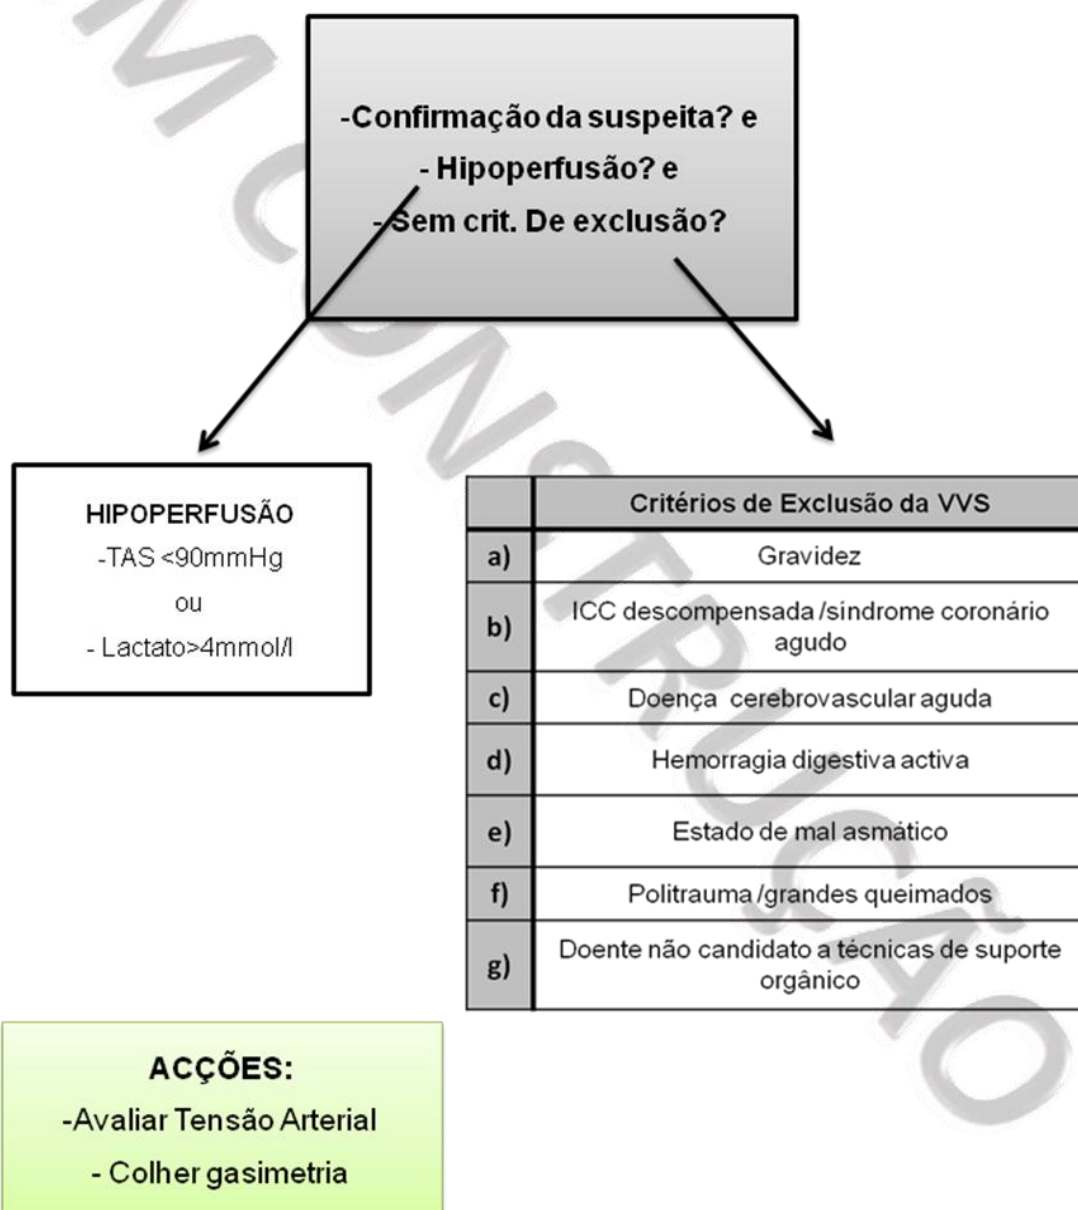 -Confirmação da suspeita? e
- Hipoperfusão? e
- Sem crit. De exclusão?
HIPOPERFUSÃO
-TAS <90mmHg
ou
- Lactato>4mmol/l
Critérios de Exclusão da VVS
a) Gravidez
b) ICC descompensada /síndrome coronário
agudo
c) Doença cerebrovascular aguda
d) Hemorragia digestiva activa
e) Estado de mal asmático
f) Politrauma /grandes queimados
g) Doente não candidato a técnicas de suporte
orgânico
ACÇÕES:
-Avaliar Tensão Arterial
- Colher gasimetria
M CONSTRUÇÃO